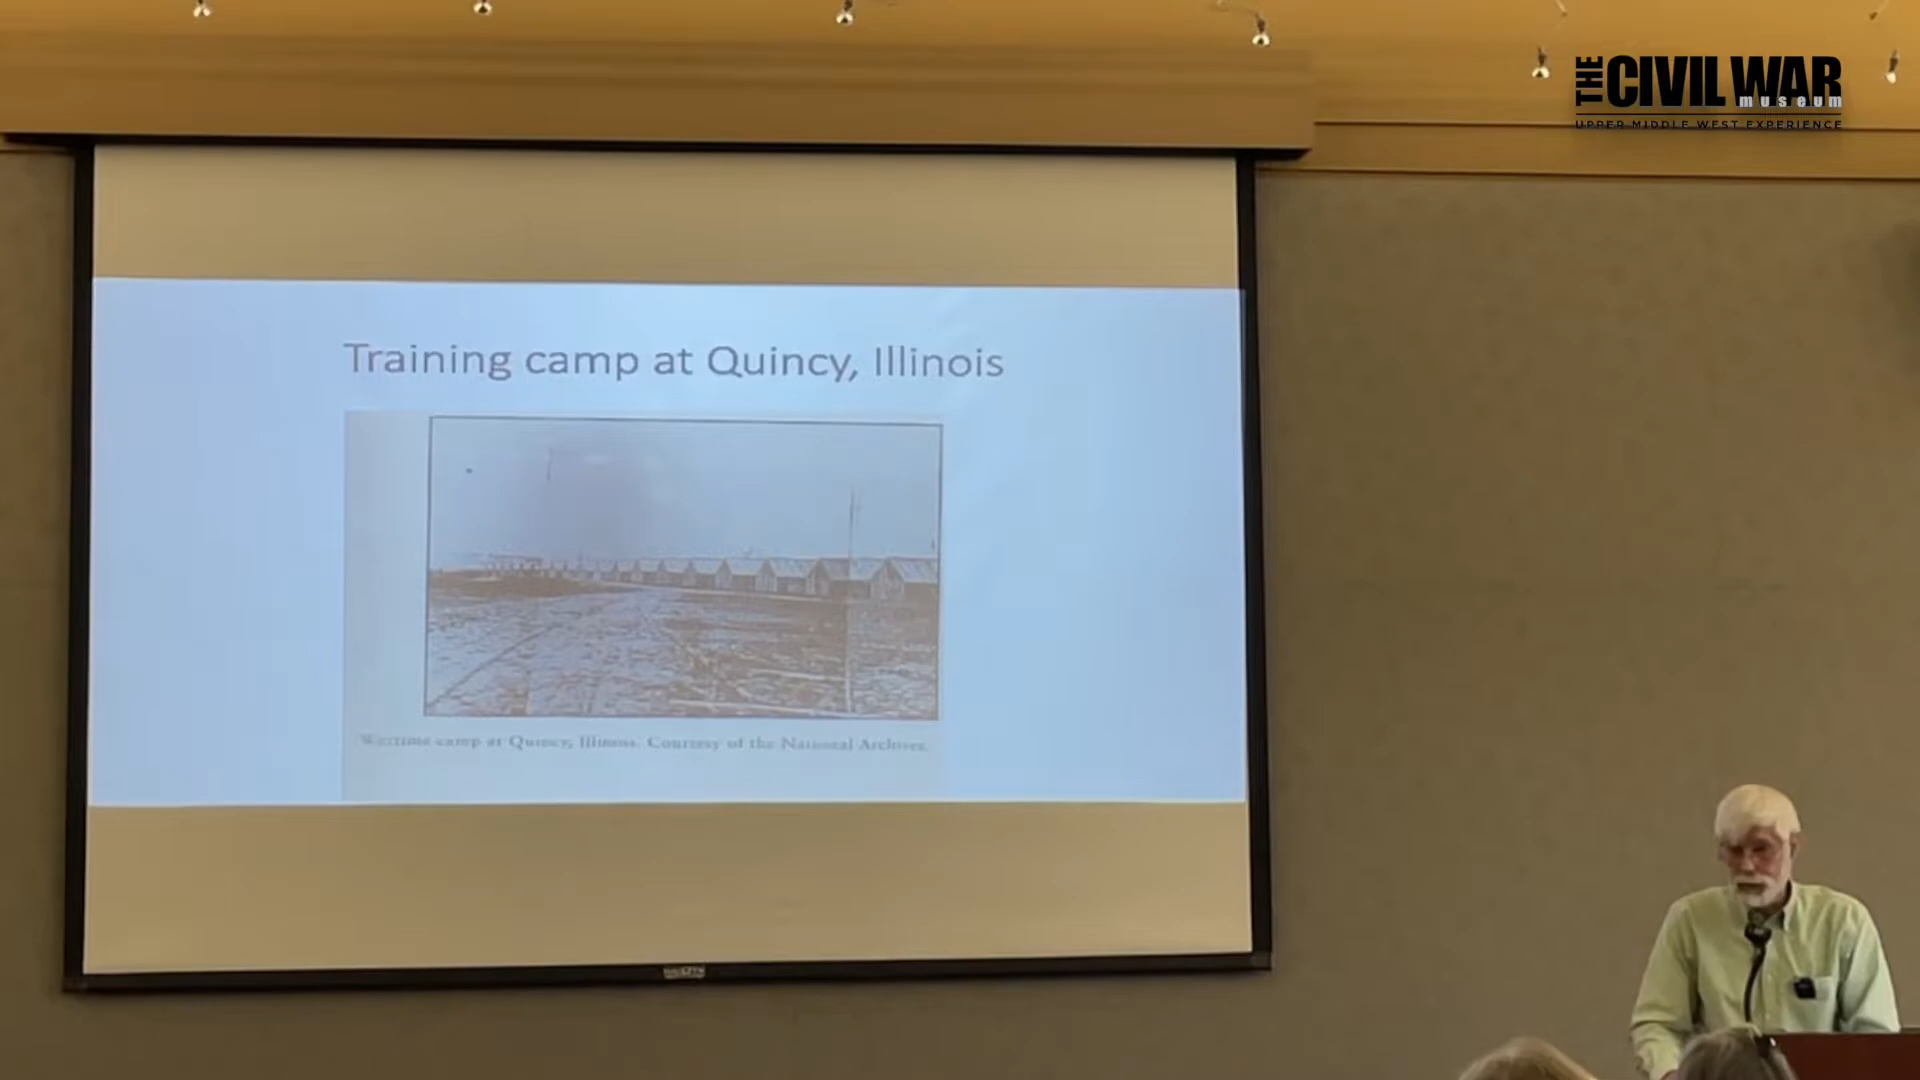 THE CIVIL WAR
museum
UPPER MIDDLE WEST EXPERIENCE
Training camp at Quincy, Illinois
Wartime camp at Quincy, Illinois. Courtesy of the National Archives.